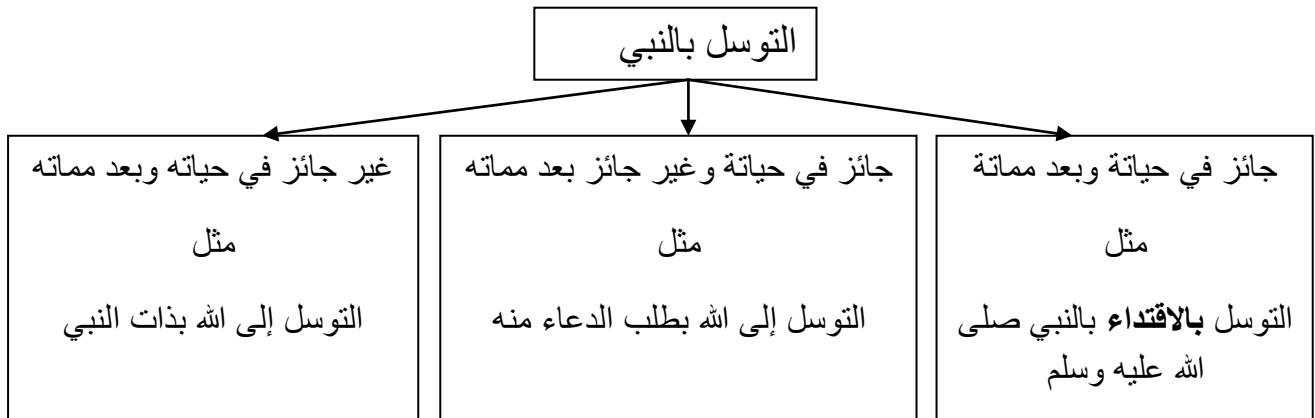 التوسل بالنبي
جائز في حياتة وبعد مماتة
مثل
التوسل بالاقتداء بالنبي صلى
الله عليه وسلم
جائز في حياتة وغير جائز بعد مماته
مثل
التوسل إلى الله بطلب الدعاء منه
غير جائز في حياته وبعد مماته
مثل
التوسل إلى الله بذات النبي